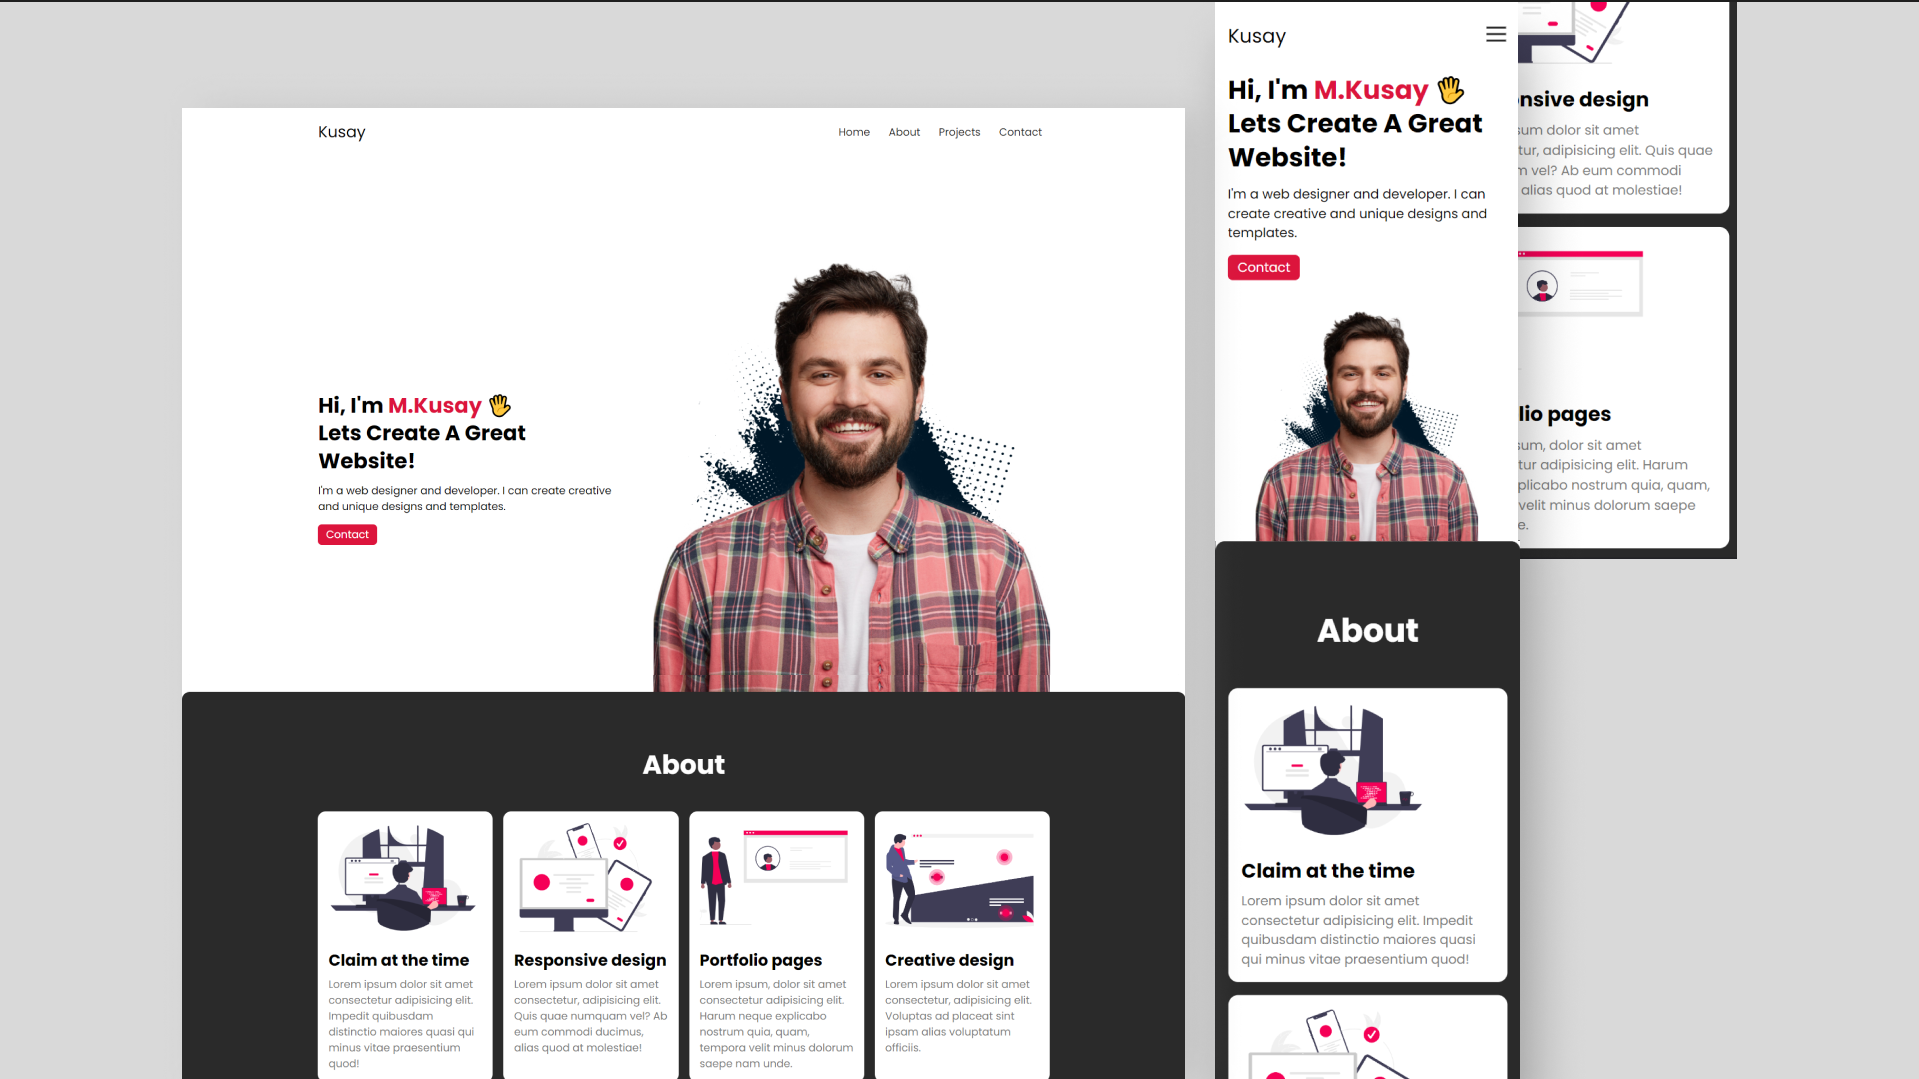 Kusay
Home About Projects Contact
Hi, I'm M.Kusay 🖐
Lets Create A Great
Website!
I'm a web designer and developer. I can create creative
and unique designs and templates.
Contact
About
Claim at the time
Lorem ipsum dolor sit amet
consectetur adipisicing elit.
Impedit quibusdam
distinctio maiores quasi qui
minus vitae praesentium
quod!
Responsive design
Lorem ipsum dolor sit amet
consectetur, adipisicing elit.
Quis quae numquam vel? Ab
eum commodi ducimus,
alias quod at molestiae!
Portfolio pages
Lorem ipsum, dolor sit amet
consectetur adipisicing elit.
Harum neque explicabo
nostrum quia, quam,
tempora velit minus dolorum
saepe nam unde.
Creative design
Lorem ipsum dolor sit amet
consectetur, adipisicing elit.
Voluptas ad placeat sint
ipsam alias voluptatum
officiis.
Kusay
Hi, I'm M.Kusay 🖐
Lets Create A Great
Website!
I'm a web designer and developer. I can
create creative and unique designs and
templates.
Contact
About
Claim at the time
Lorem ipsum dolor sit amet
consectetur adipisicing elit. Impedit
quibusdam distinctio maiores quasi
qui minus vitae praesentium quod!
nsive design
sum dolor sit amet
tur, adipisicing elit. Quis quae
m vel? Ab eum commodi
alias quod at molestiae!
lio pages
sum, dolor sit amet
tur adipisicing elit. Harum
plicabo nostrum quia, quam,
velit minus dolorum saepe
e.